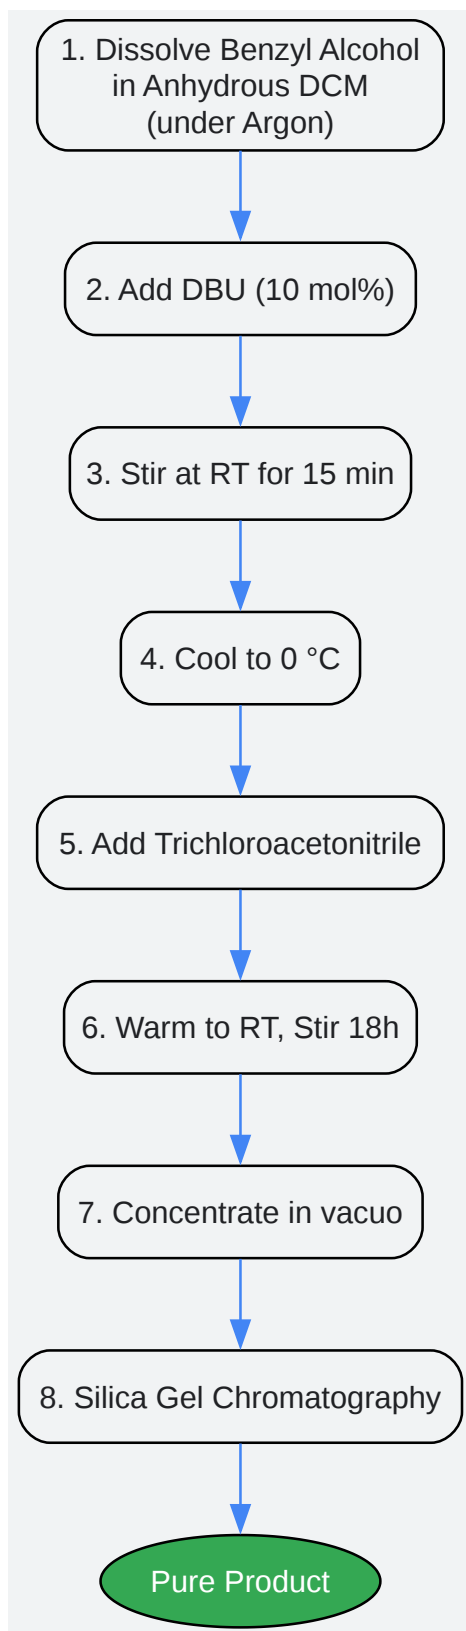 1. Dissolve Benzyl Alcohol
in Anhydrous DCM
(under Argon)
2. Add DBU (10 mol%)
3. Stir at RT for 15 min
4. Cool to 0 °C
5. Add Trichloroacetonitrile
6. Warm to RT, Stir 18h
7. Concentrate in vacuo
8. Silica Gel Chromatography
Pure Product